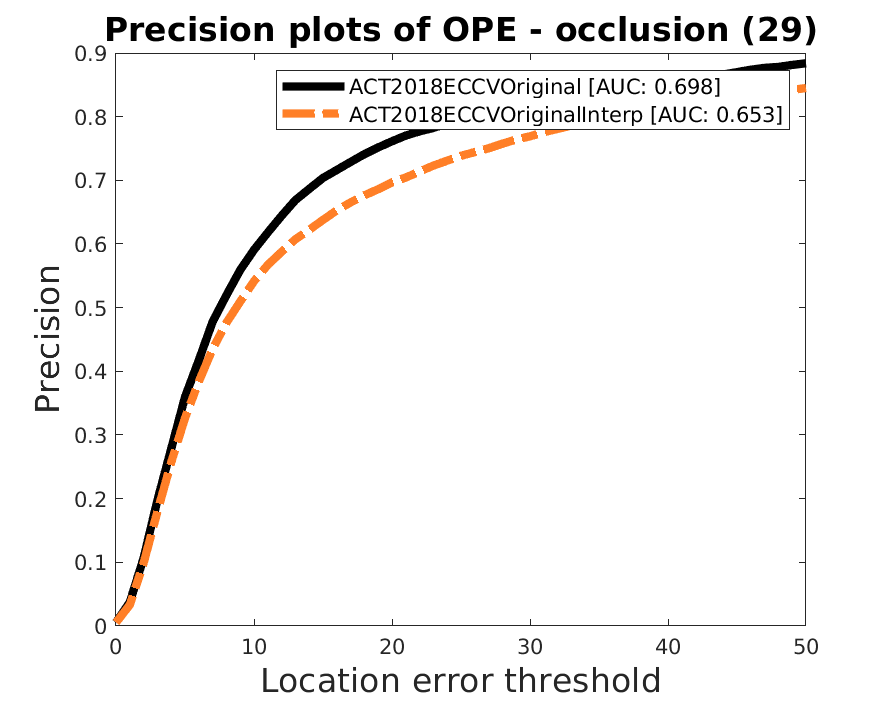 Precision plots of OPE - occlusion (29)
0.9
0.8
0.7
0.6
0.5
0.4
0.3
0.2
0.1
0
Precision
ACT2018ECCVOriginal [AUC: 0.698]
ACT2018ECCVOriginalInterp [AUC: 0.653]
0 10 20 30 40 50
Location error threshold